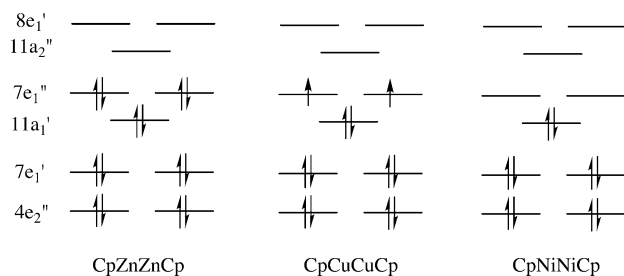 8e₁'
11a₂"
7e₁"
11a₁'
7e₁'
4e₂"
CpZnZnCp CpCuCuCp CpNiNiCp